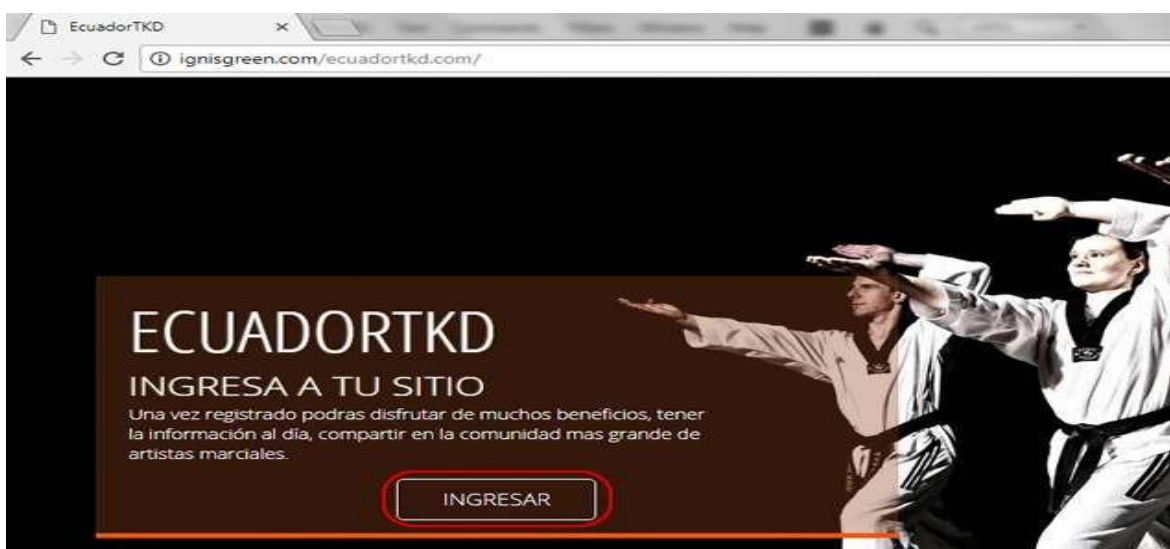 EcuadorTKD
ignisgreen.com/ecuadortkd.com/
ECUADORTKD
INGRESA A TU SITIO
Una vez registrado podras disfrutar de muchos beneficios, tener
la información al día, compartir en la comunidad mas grande de
artistas marciales.
INGRESAR